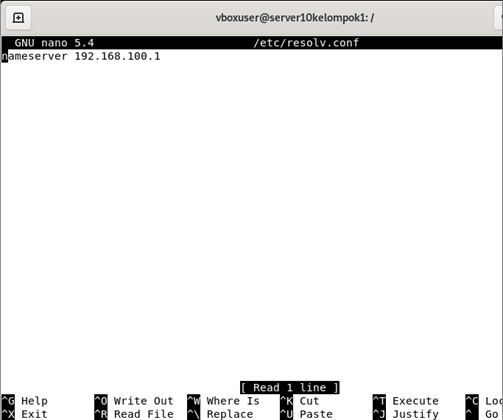 vboxuser@server10kelompok1: /
GNU nano 5.4 /etc/resolv.conf
nameserver 192.168.100.1
[ Read 1 line ]
^G Help ^O Write Out ^W Where Is ^K Cut ^T Execute ^C Loc
^X Exit ^R Read File ^\ Replace ^U Paste ^J Justify ^_ Go